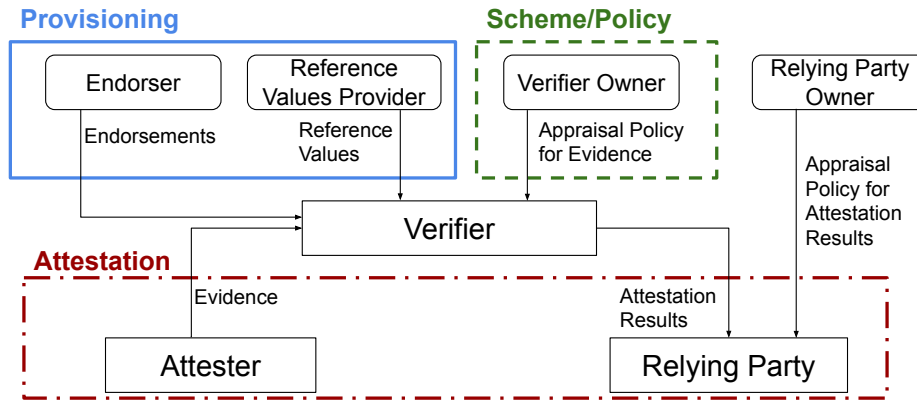 Provisioning
Scheme/Policy
Endorser
Reference
Values Provider
Verifier Owner
Relying Party
Owner
Endorsements
Reference
Values
Appraisal Policy
for Evidence
Appraisal
Policy for
Attestation
Results
Verifier
Attestation
Evidence
Attestation
Results
Attester
Relying Party